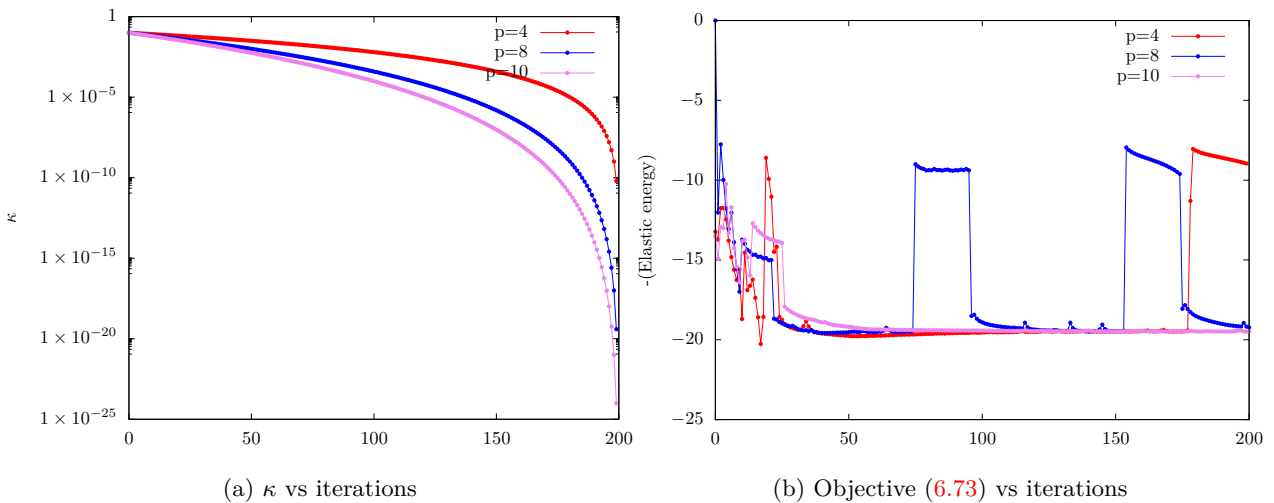 1
1 × 10^−5
1 × 10^−10
1 × 10^−15
1 × 10^−20
1 × 10^−25
0 50 100 150 200
κ
p=4
p=8
p=10
(a) κ vs iterations
0
−5
−10
−15
−20
−25
0 50 100 150 200
-(Elastic energy)
p=4
p=8
p=10
(b) Objective (6.73) vs iterations